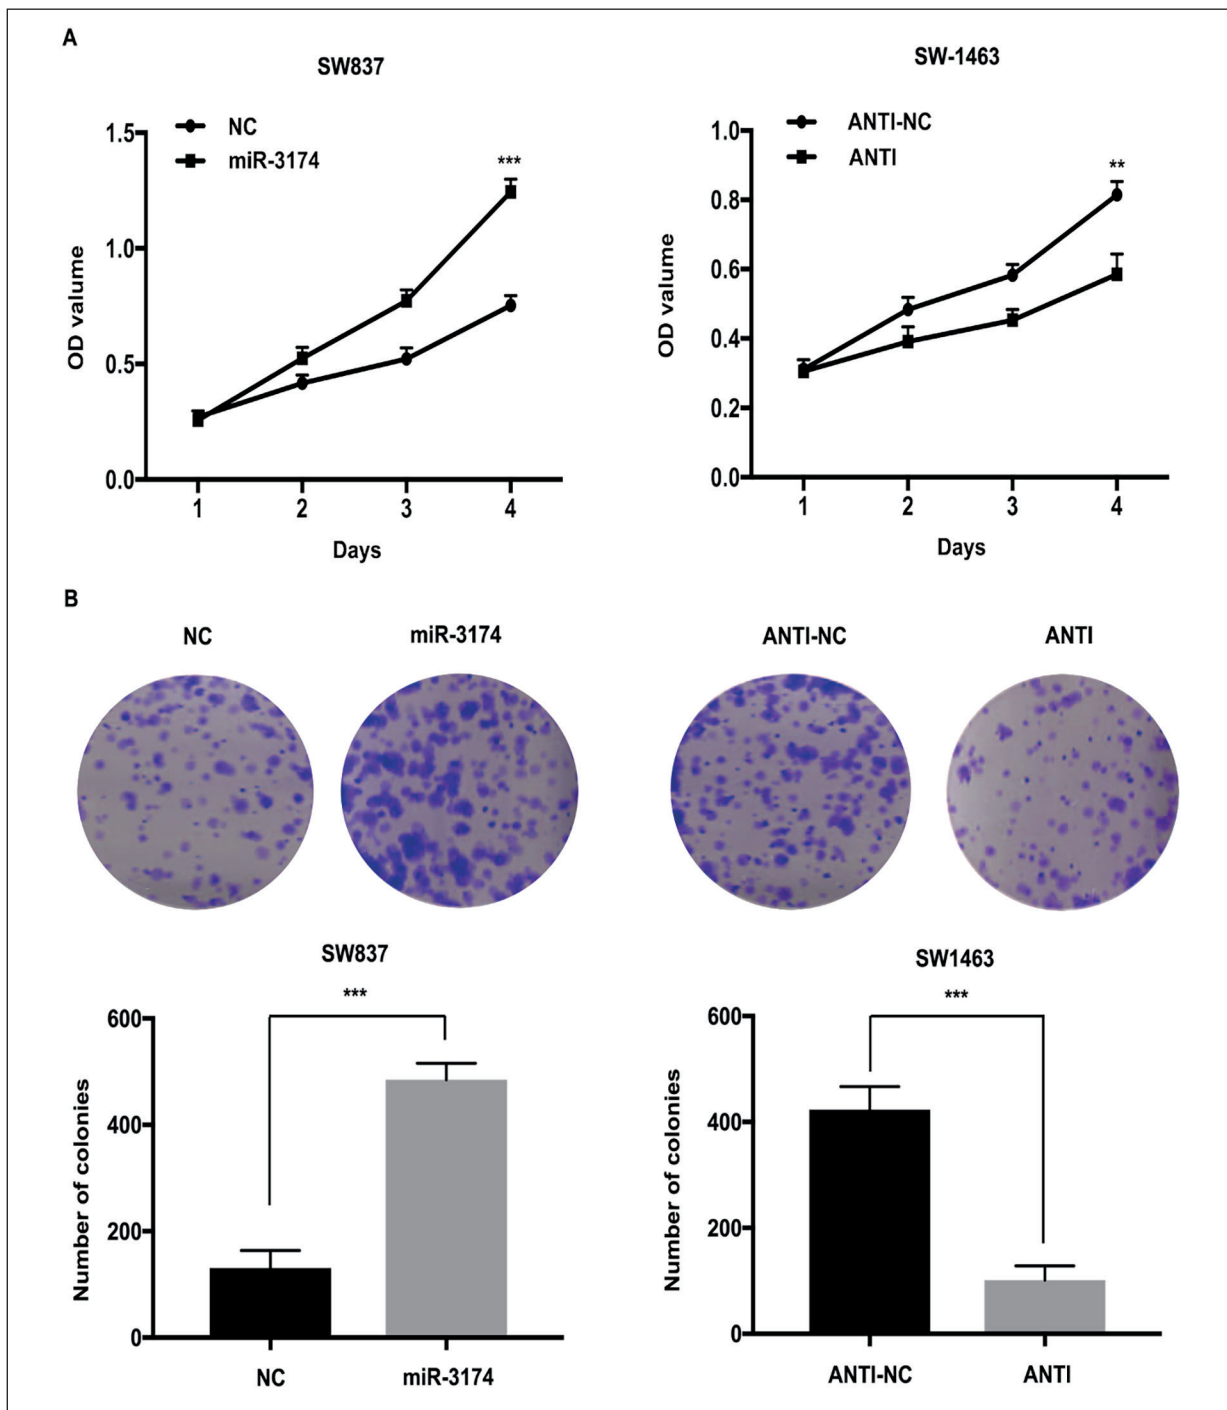 A
SW837
NC
miR-3174
1.5
1.0
0.5
0.0
OD valume
***
1 2 3 4
Days
SW-1463
ANTI-NC
ANTI
1.0
0.8
0.6
0.4
0.2
0.0
OD valume
**
1 2 3 4
Days
B
NC miR-3174 ANTI-NC ANTI
SW837
***
600
400
200
0
Number of colonies
NC miR-3174
SW1463
***
600
400
200
0
Number of colonies
ANTI-NC ANTI